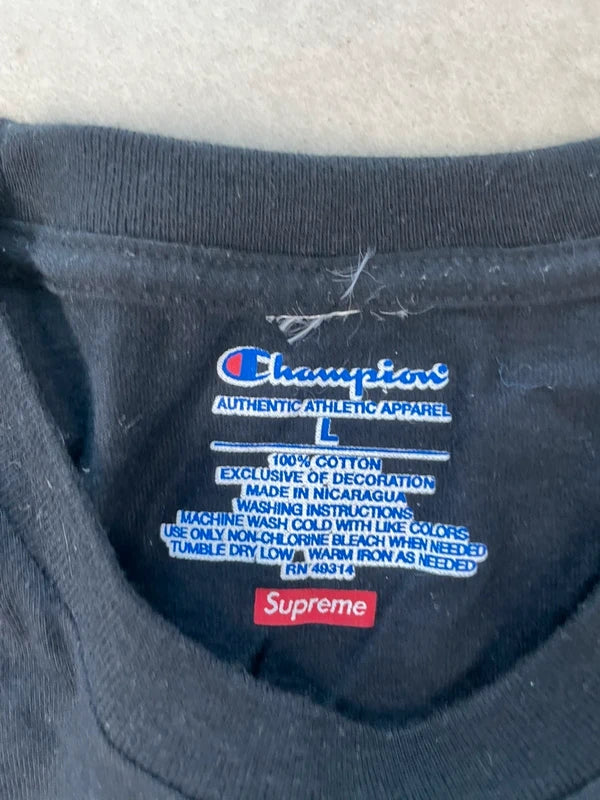 Champion
AUTHENTIC ATHLETIC APPAREL
L
100% COTTON
EXCLUSIVE OF DECORATION
MADE IN NICARAGUA
WASHING INSTRUCTIONS
MACHINE WASH COLD WITH LIKE COLORS
USE ONLY NON-CHLORINE BLEACH WHEN NEEDED
TUMBLE DRY LOW WARM IRON AS NEEDED
RN 49314
Supreme